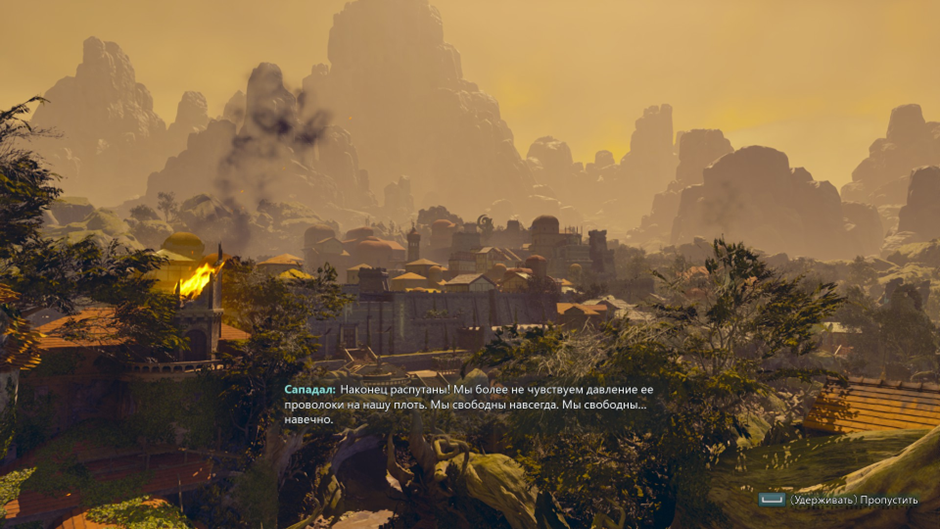 Сападал: Наконец распутаны! Мы более не чувствуем давление ее
проволоки на нашу плоть. Мы свободны навсегда. Мы свободны...
навечно.
(Удерживать) Пропустить